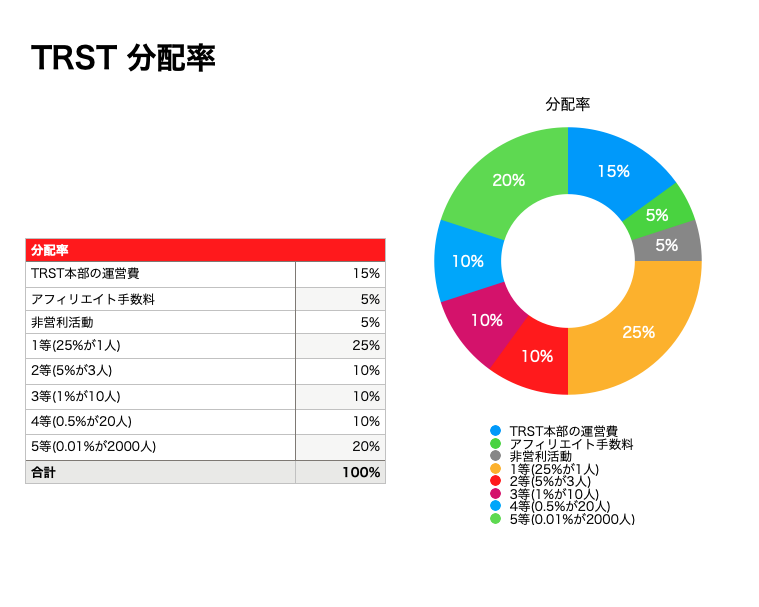 TRST 分配率
分配率
TRST本部の運営費 15%
アフィリエイト手数料 5%
非営利活動 5%
1等(25%が1人) 25%
2等(5%が3人) 10%
3等(1%が10人) 10%
4等(0.5%が20人) 10%
5等(0.01%が2000人) 20%
合計 100%
分配率
15%
5%
5%
25%
10%
10%
10%
20%
TRST本部の運営費
アフィリエイト手数料
非営利活動
1等(25%が1人)
2等(5%が3人)
3等(1%が10人)
4等(0.5%が20人)
5等(0.01%が2000人)